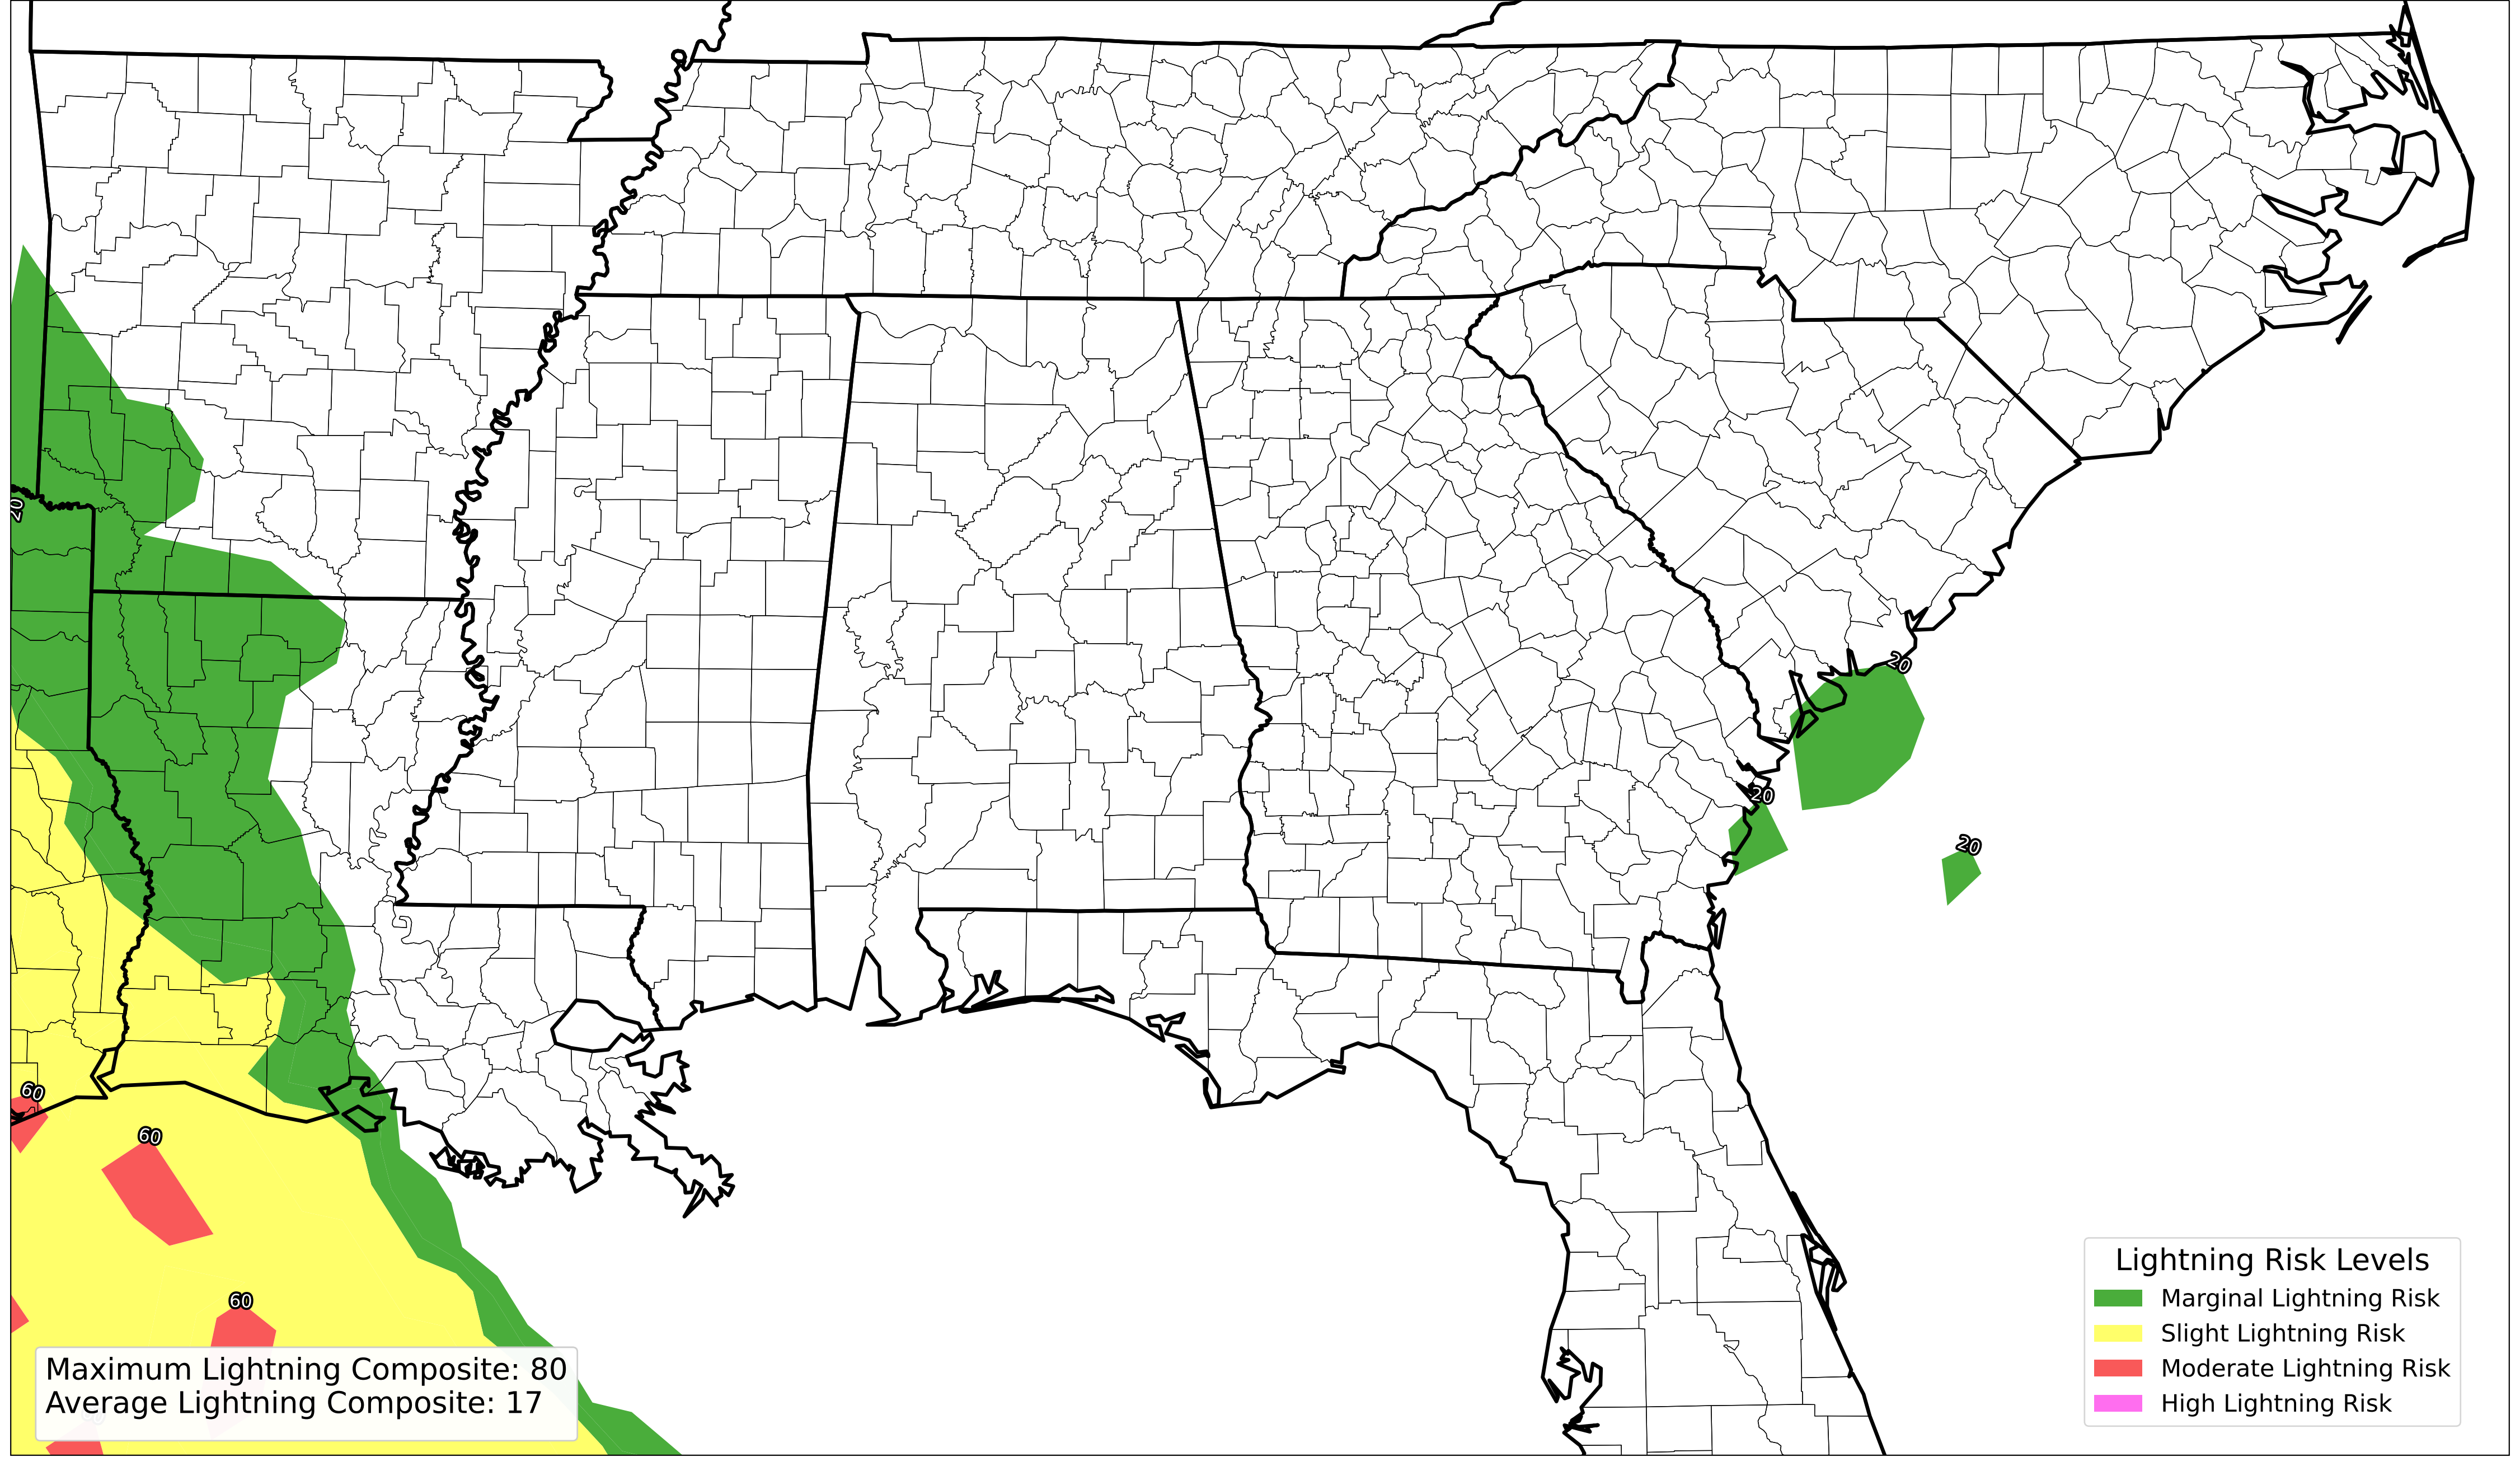 20
20
20
20
60
60
60
Lightning Risk Levels
Marginal Lightning Risk
Slight Lightning Risk
Moderate Lightning Risk
High Lightning Risk
Maximum Lightning Composite: 80
Average Lightning Composite: 17